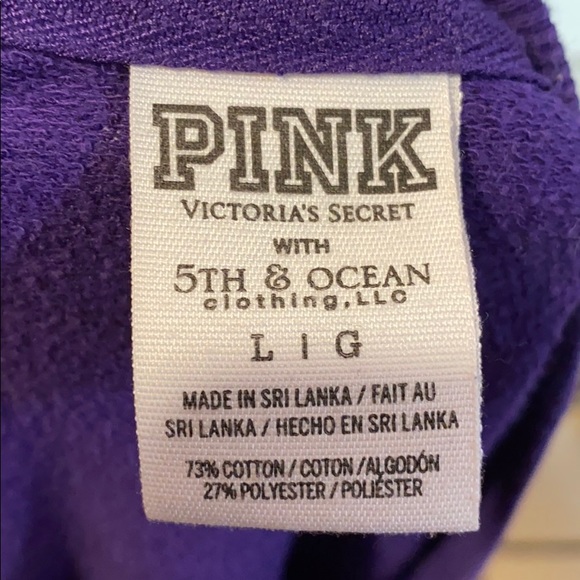 PINK
VICTORIA'S SECRET
WITH
5TH & OCEAN
clothing, LLC
L | G
MADE IN SRI LANKA / FAIT AU
SRI LANKA / HECHO EN SRI LANKA
73% COTTON / COTON / ALGODÓN
27% POLYESTER / POLIÉSTER